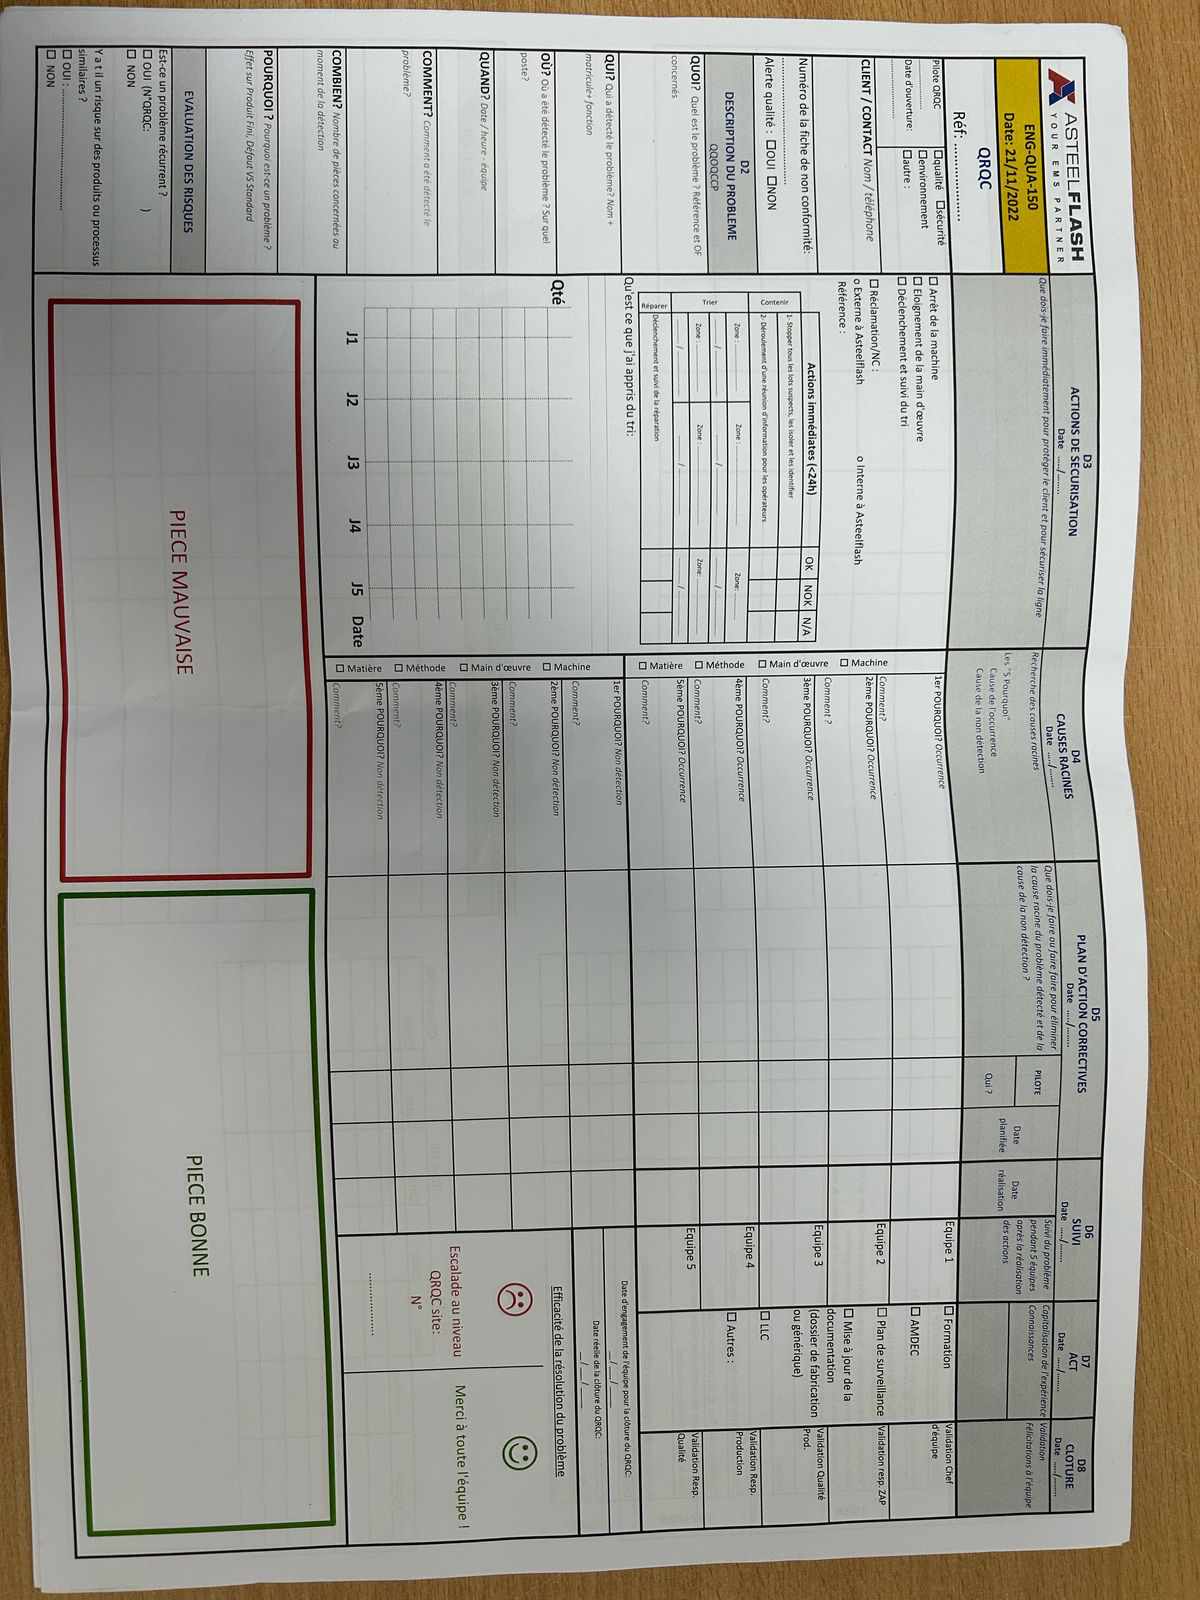 ASTEELFLASH
YOUR EMS PARTNER
ENG-QUA-150
Date: 21/11/2022
QRQC
Réf: ....................
Pilote QRQC
....................
Date d'ouverture:
....................
☐qualité ☐sécurité
☐environnement
☐autre :
CLIENT / CONTACT Nom / téléphone
Numéro de la fiche de non conformité:
........................................
Alerte qualité : ☐OUI ☐NON
D2
DESCRIPTION DU PROBLEME
QQOQCCP
QUOI? Quel est le problème ? Référence et OF
concernés
QUI? Qui a détecté le problème? Nom +
matricule+ fonction
OÙ? Où a été détecté le problème ? Sur quel
poste?
QUAND? Date / heure - équipe
COMMENT? Comment a été détecté le
problème?
COMBIEN? Nombre de pièces concernées au
moment de la détection
POURQUOI ? Pourquoi est-ce un problème ?
Effet sur Produit Fini, Défaut VS Standard
EVALUATION DES RISQUES
Est-ce un problème récurrent ?
☐ OUI (N°QRQC: )
☐ NON
Y a t il un risque sur des produits ou processus
similaires ?
☐ OUI : ........................................
☐ NON
D3
ACTIONS DE SECURISATION
Date ...../........
Que dois-je faire immédiatement pour protéger le client et pour sécuriser la ligne
☐ Arrêt de la machine
☐ Eloignement de la main d'œuvre
☐ Déclenchement et suivi du tri
☐ Réclamation/NC :
o Externe à Asteelflash o Interne à Asteelflash
Référence :
Actions immédiates (<24h) OK NOK N/A
Contenir
1- Stopper tous les lots suspects, les isoler et les identifier
2- Déroulement d'une réunion d'information pour les opérateurs
Trier
Zone : .................... Zone : .................... Zone: ..........
........../.......... ........../.......... ........../..........
Zone : .................... Zone : .................... Zone: ..........
........../.......... ........../.......... ........../..........
Réparer
Déclenchement et suivi de la réparation
Qu'est ce que j'ai appris du tri:
Qté
J1 J2 J3 J4 J5 Date
D4
CAUSES RACINES
Date ...../........
Recherche des causes racines
Les "5 Pourquoi"
Cause de l'occurrence
Cause de la non détection
☐ Machine
☐ Main d'œuvre
☐ Méthode
☐ Matière
1er POURQUOI? Occurrence
Comment?
2ème POURQUOI? Occurrence
Comment ?
3ème POURQUOI? Occurrence
Comment?
4ème POURQUOI? Occurrence
Comment?
5ème POURQUOI? Occurrence
Comment?
☐ Machine
☐ Main d'œuvre
☐ Méthode
☐ Matière
1er POURQUOI? Non détection
Comment?
2ème POURQUOI? Non détection
Comment?
3ème POURQUOI? Non détection
Comment?
4ème POURQUOI? Non détection
Comment?
5ème POURQUOI? Non détection
Comment?
D5
PLAN D'ACTION CORRECTIVES
Date ...../........
Que dois-je faire ou faire faire pour éliminer
la cause racine du problème détecté et de la
cause de la non détection ?
PILOTE
Qui ?
Date
planifiée
Date
réalisation
D6
SUIVI
Date ...../........
Suivi du problème
pendant 5 équipes
après la réalisation
des actions
Equipe 1
Equipe 2
Equipe 3
Equipe 4
Equipe 5
D7
ACT
Date ...../........
Capitalisation de l'expérience
Connaissances
☐ Formation
☐ AMDEC
☐ Plan de surveillance
☐ Mise à jour de la
documentation
(dossier de fabrication
ou générique)
☐ LLC
☐ Autres :
D8
CLOTURE
Date ...../........
Validation
Félicitations à l'équipe
Validation Chef
d'équipe
Validation resp. ZAP
Validation Qualité
Prod.
Validation Resp.
Production
Validation Resp.
Qualité
Date d'engagement de l'équipe pour la clôture du QRQC:
__/___/_____
Date réelle de la clôture du QRQC:
__/___/_____
Efficacité de la résolution du problème
Escalade au niveau
QRQC site:
N°
...................
Merci à toute l'équipe !
PIECE MAUVAISE
PIECE BONNE